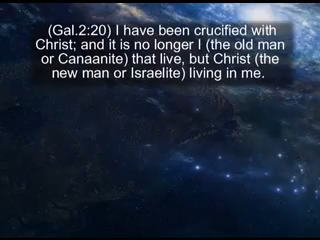 (Gal.2:20) I have been crucified with
Christ; and it is no longer I (the old man
or Canaanite) that live, but Christ (the
new man or Israelite) living in me.